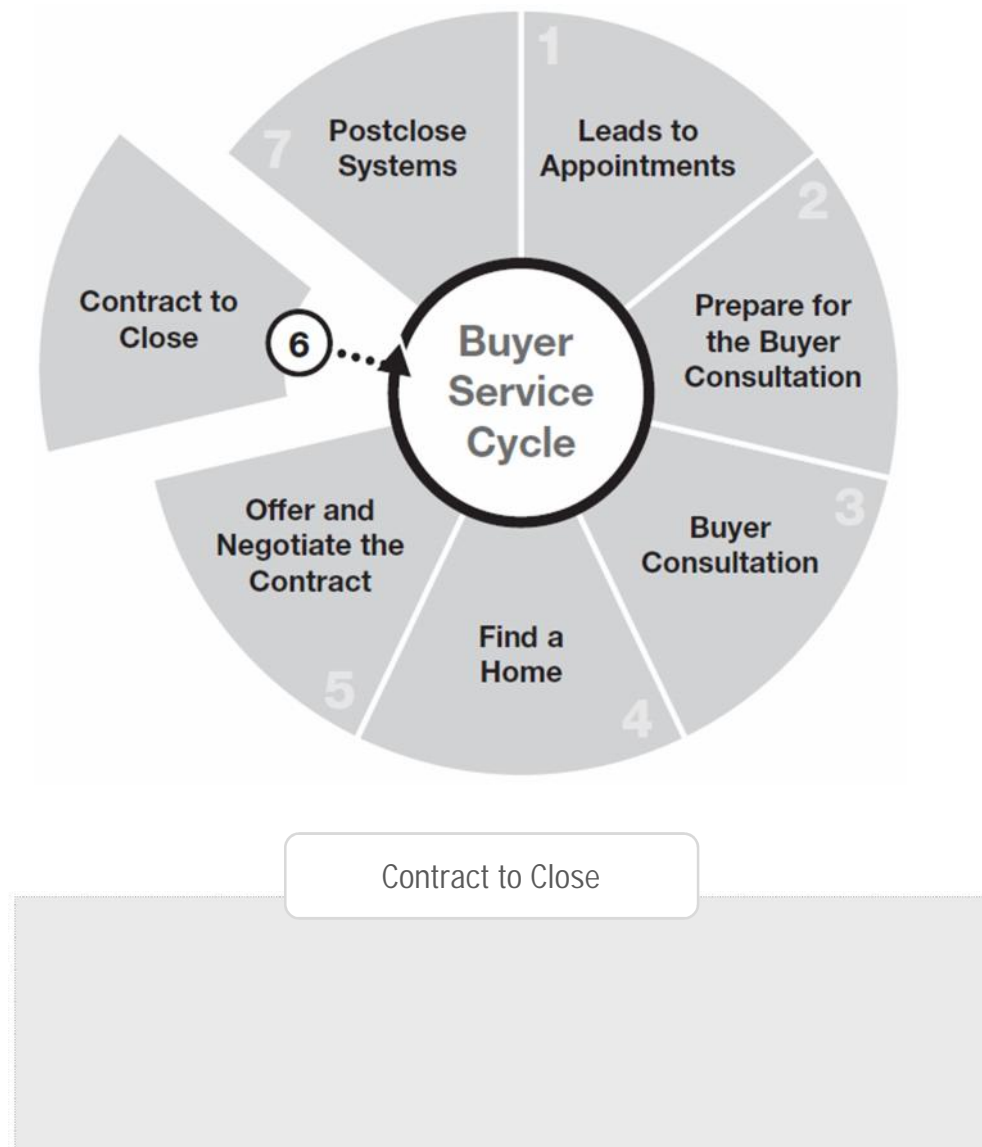 1
Leads to
Appointments
2
Prepare for
the Buyer
Consultation
3
Buyer
Consultation
4
Find a
Home
5
Offer and
Negotiate the
Contract
6
Contract to
Close
7
Postclose
Systems
Buyer
Service
Cycle
Contract to Close